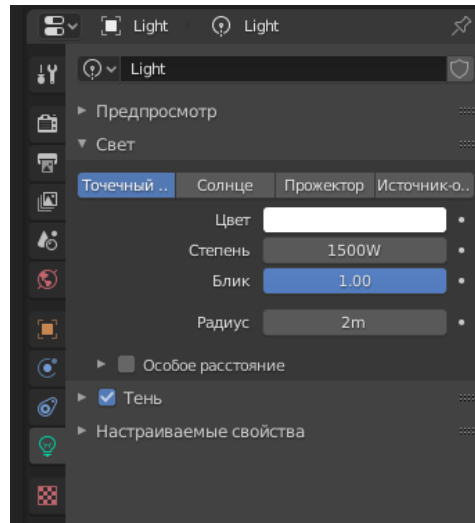 Light Light
Light
Предпросмотр
Свет
Точечный .. Солнце Прожектор Источник-о..
Цвет
Степень 1500W
Блик 1.00
Радиус 2m
Особое расстояние
Тень
Настраиваемые свойства